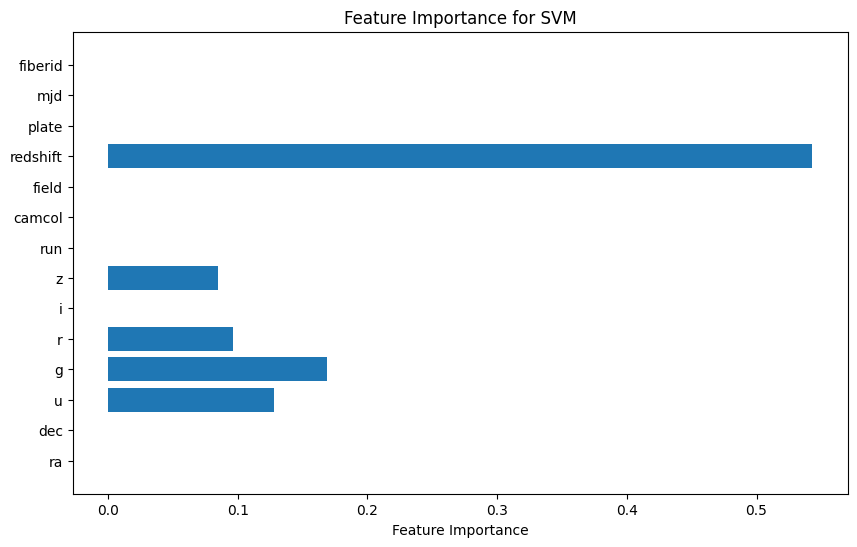 Feature Importance for SVM
fiberid
mjd
plate
redshift
field
camcol
run
z
i
r
g
u
dec
ra
0.0 0.1 0.2 0.3 0.4 0.5
Feature Importance